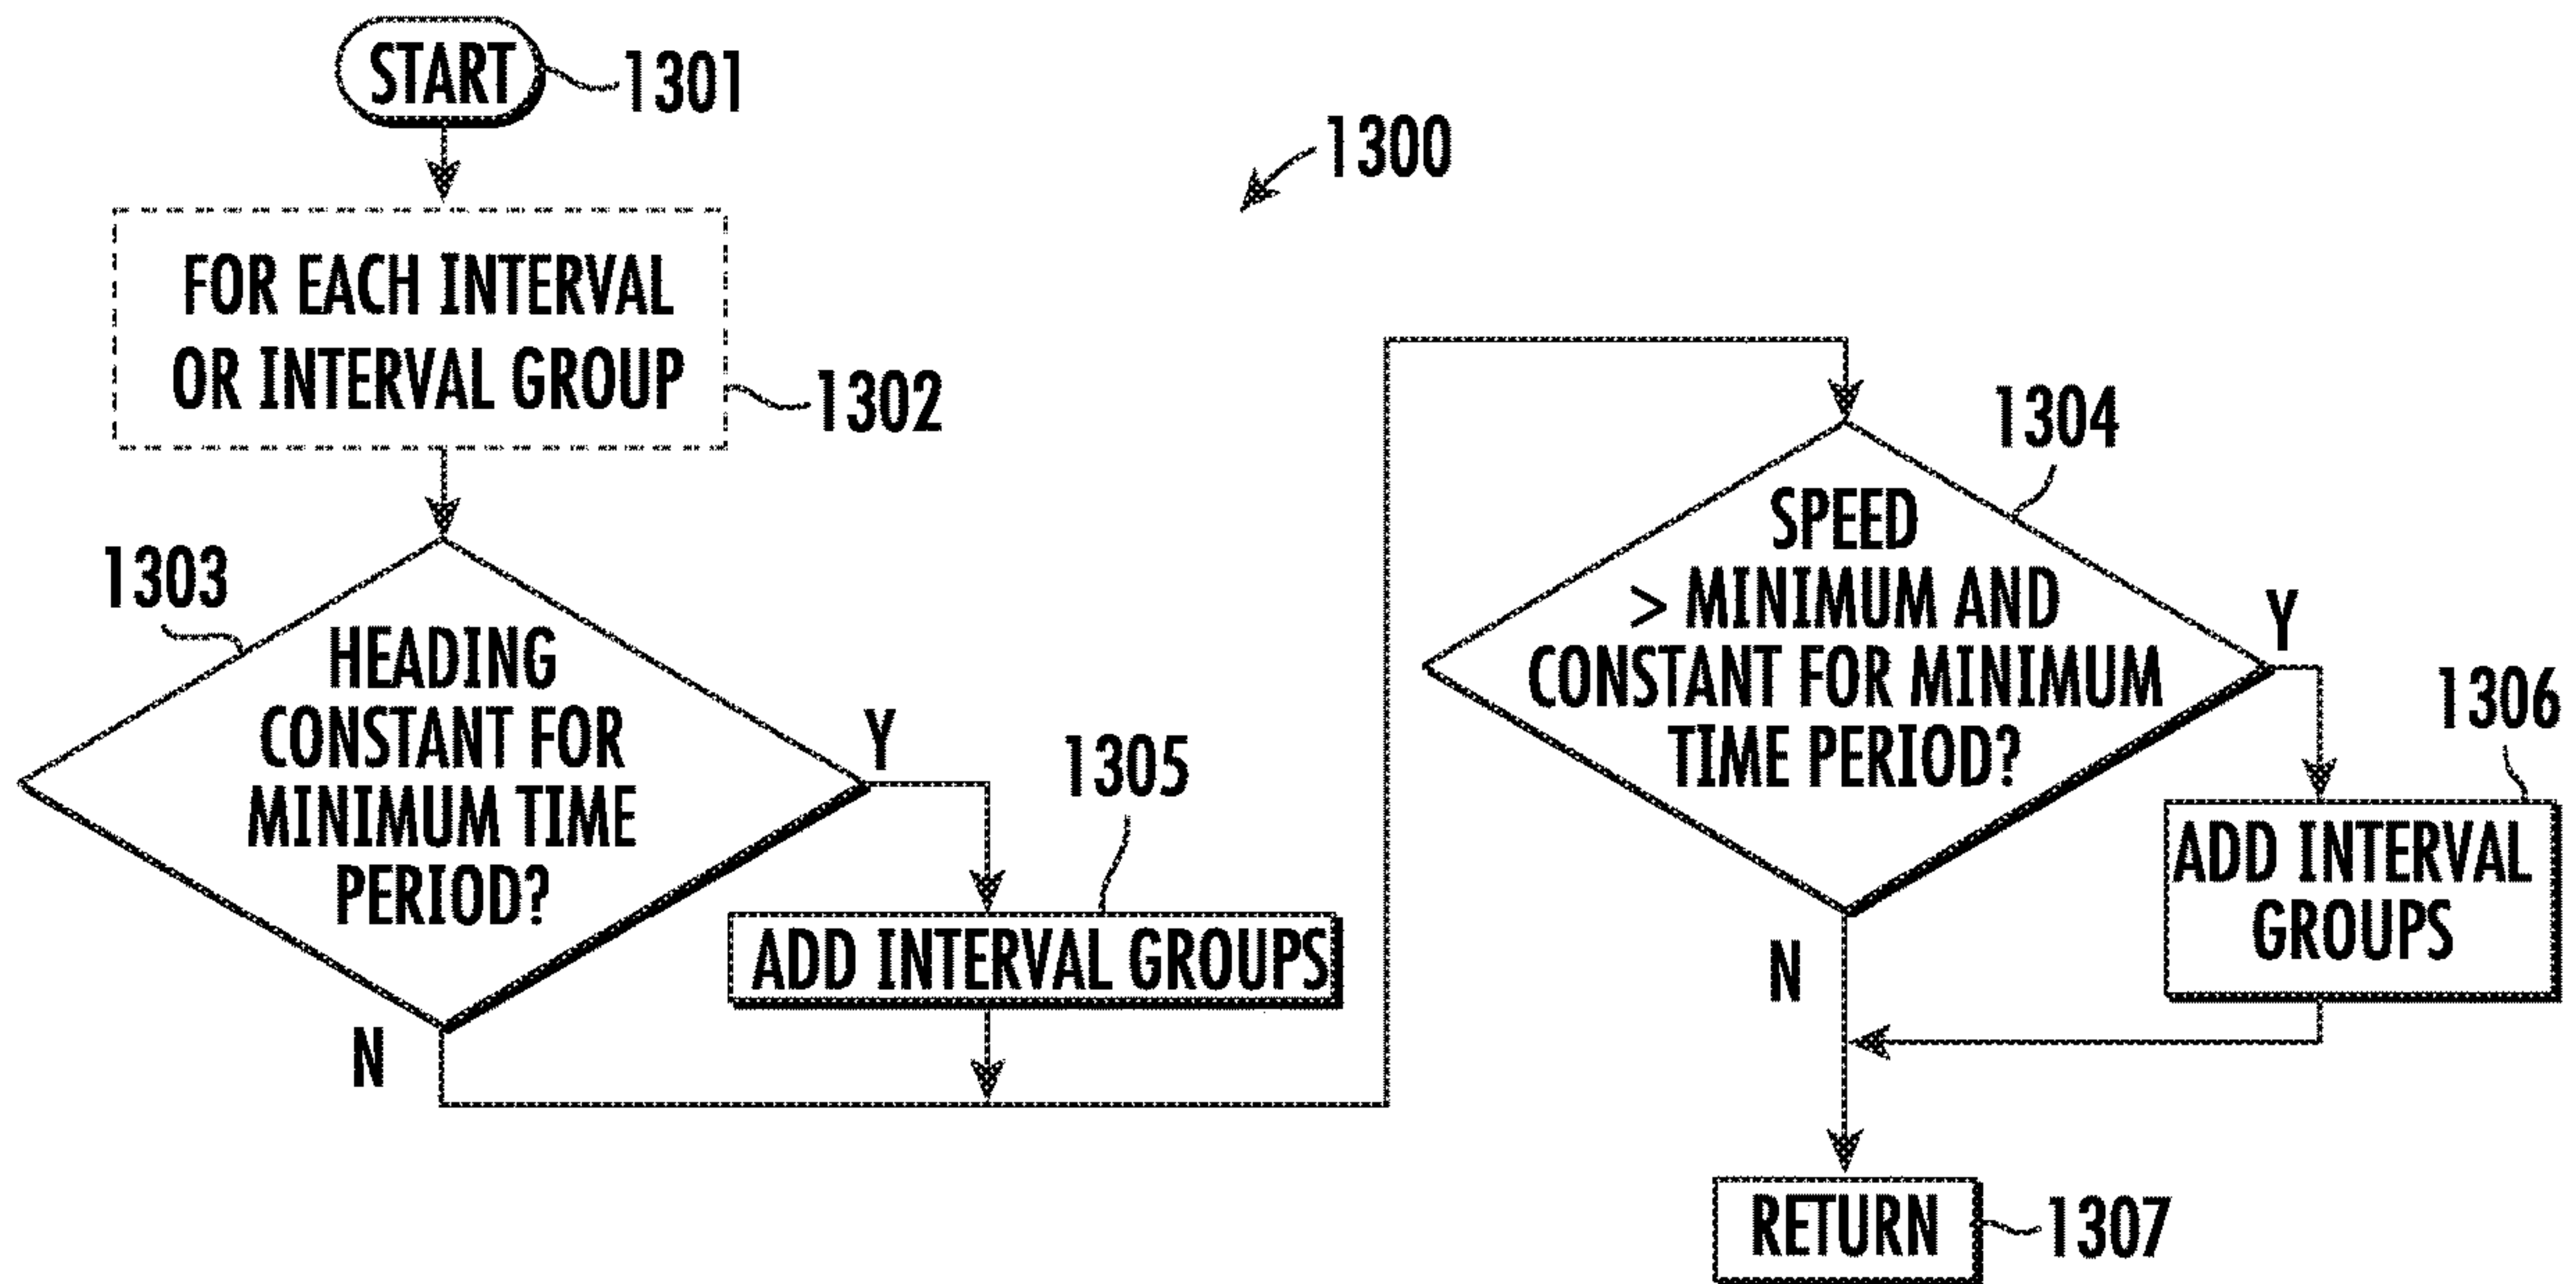 START
1301
1300
FOR EACH INTERVAL
OR INTERVAL GROUP
1302
1303
HEADING
CONSTANT FOR
MINIMUM TIME
PERIOD?
Y
N
1305
ADD INTERVAL GROUPS
1304
SPEED
> MINIMUM AND
CONSTANT FOR MINIMUM
TIME PERIOD?
Y
N
1306
ADD INTERVAL
GROUPS
RETURN
1307